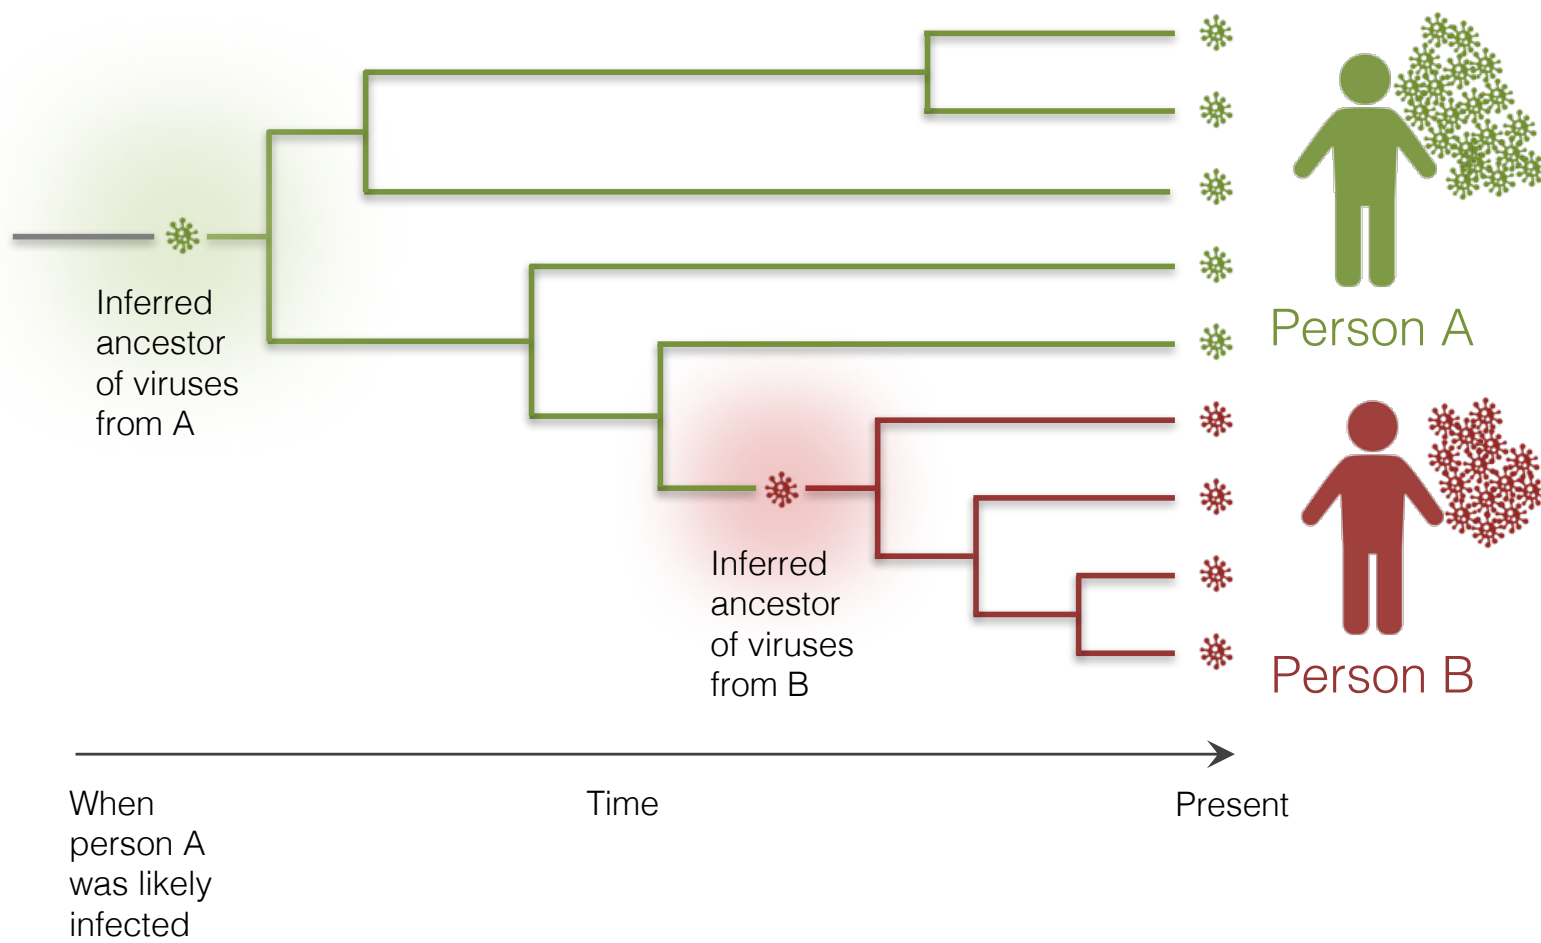 Inferred
ancestor
of viruses
from A
Person A
Inferred
ancestor
of viruses
from B
Person B
When
person A
was likely
infected
Time
Present